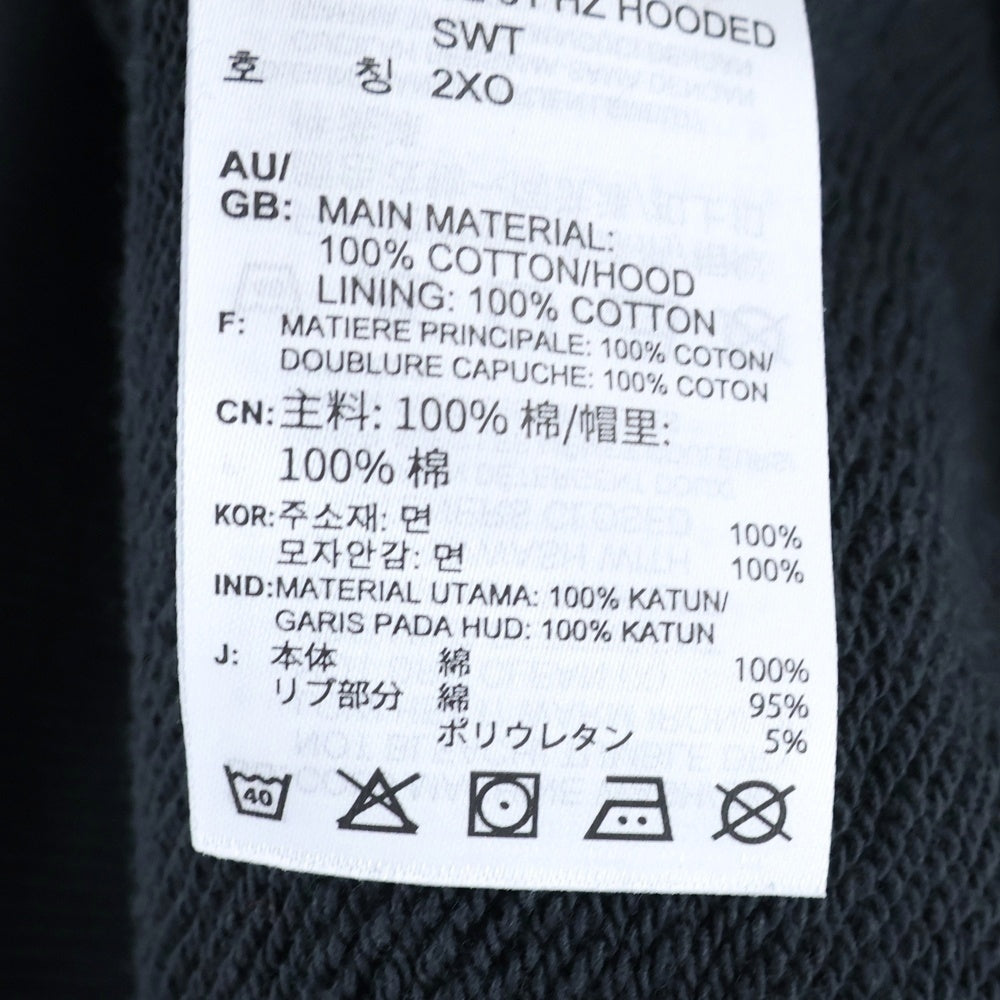 HZ HOODED
SWT
호 칭 2XO
AU/
GB: MAIN MATERIAL:
100% COTTON/HOOD
LINING: 100% COTTON
F: MATIERE PRINCIPALE: 100% COTON/
DOUBLURE CAPUCHE: 100% COTON
CN: 主料: 100% 棉/帽里:
100% 棉
KOR: 주소재: 면 100%
모자안감: 면 100%
IND: MATERIAL UTAMA: 100% KATUN/
GARIS PADA HUD: 100% KATUN
J: 本体 綿 100%
リブ部分 綿 95%
ポリウレタン 5%
40